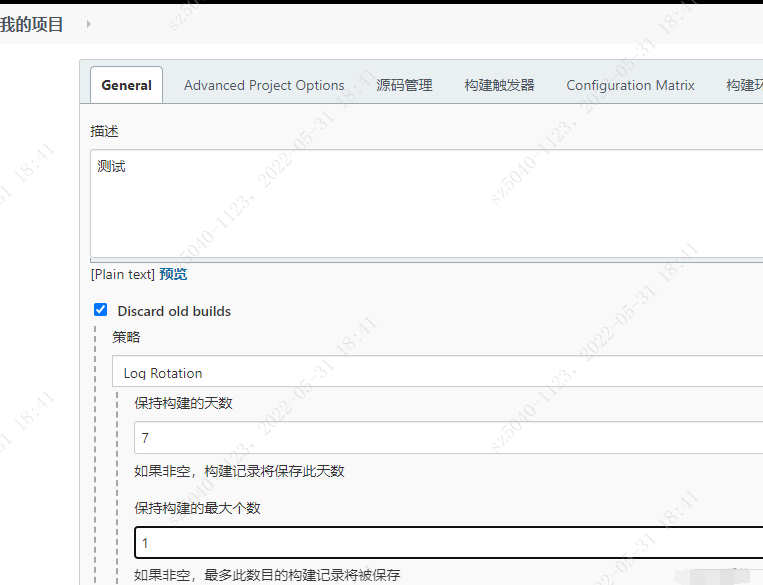 我的项目
General Advanced Project Options 源码管理 构建触发器 Configuration Matrix 构建环
描述
测试
[Plain text] 预览
Discard old builds
策略
Log Rotation
保持构建的天数
7
如果非空，构建记录将保存此天数
保持构建的最大个数
1
如果非空，最多此数目的构建记录将被保存
sz5040-1123，2022-05-31 18:41